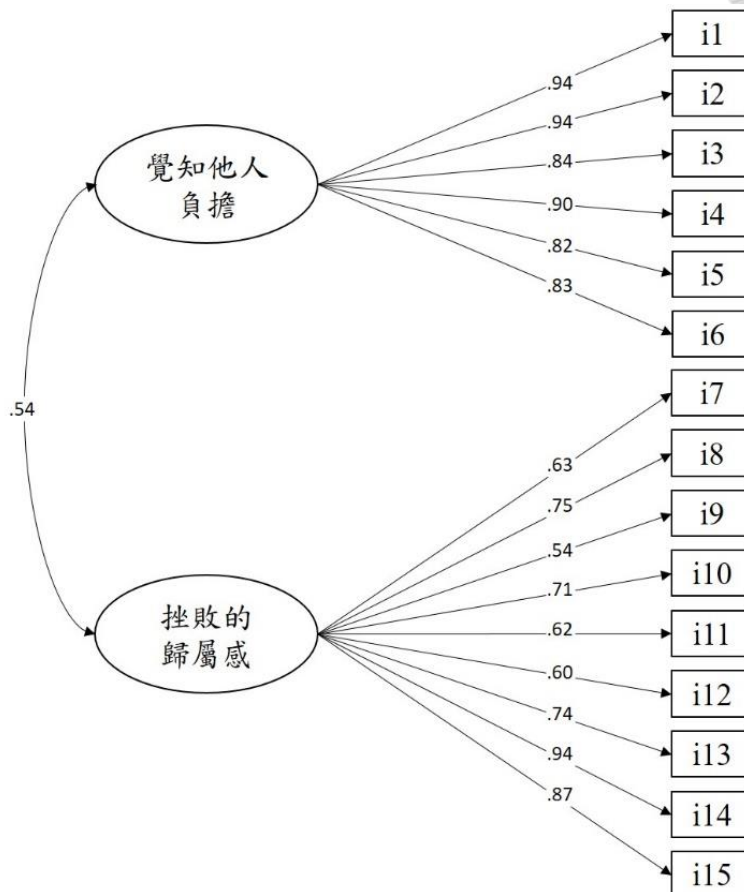 i1
.94
i2
.94
i3
.84
覺知他人
負擔
i4
.90
i5
.82
i6
.83
i7
.54
i8
.63
i9
.75
i10
.54
.71
挫敗的
歸屬感
i11
.62
i12
.60
i13
.74
i14
.94
i15
.87